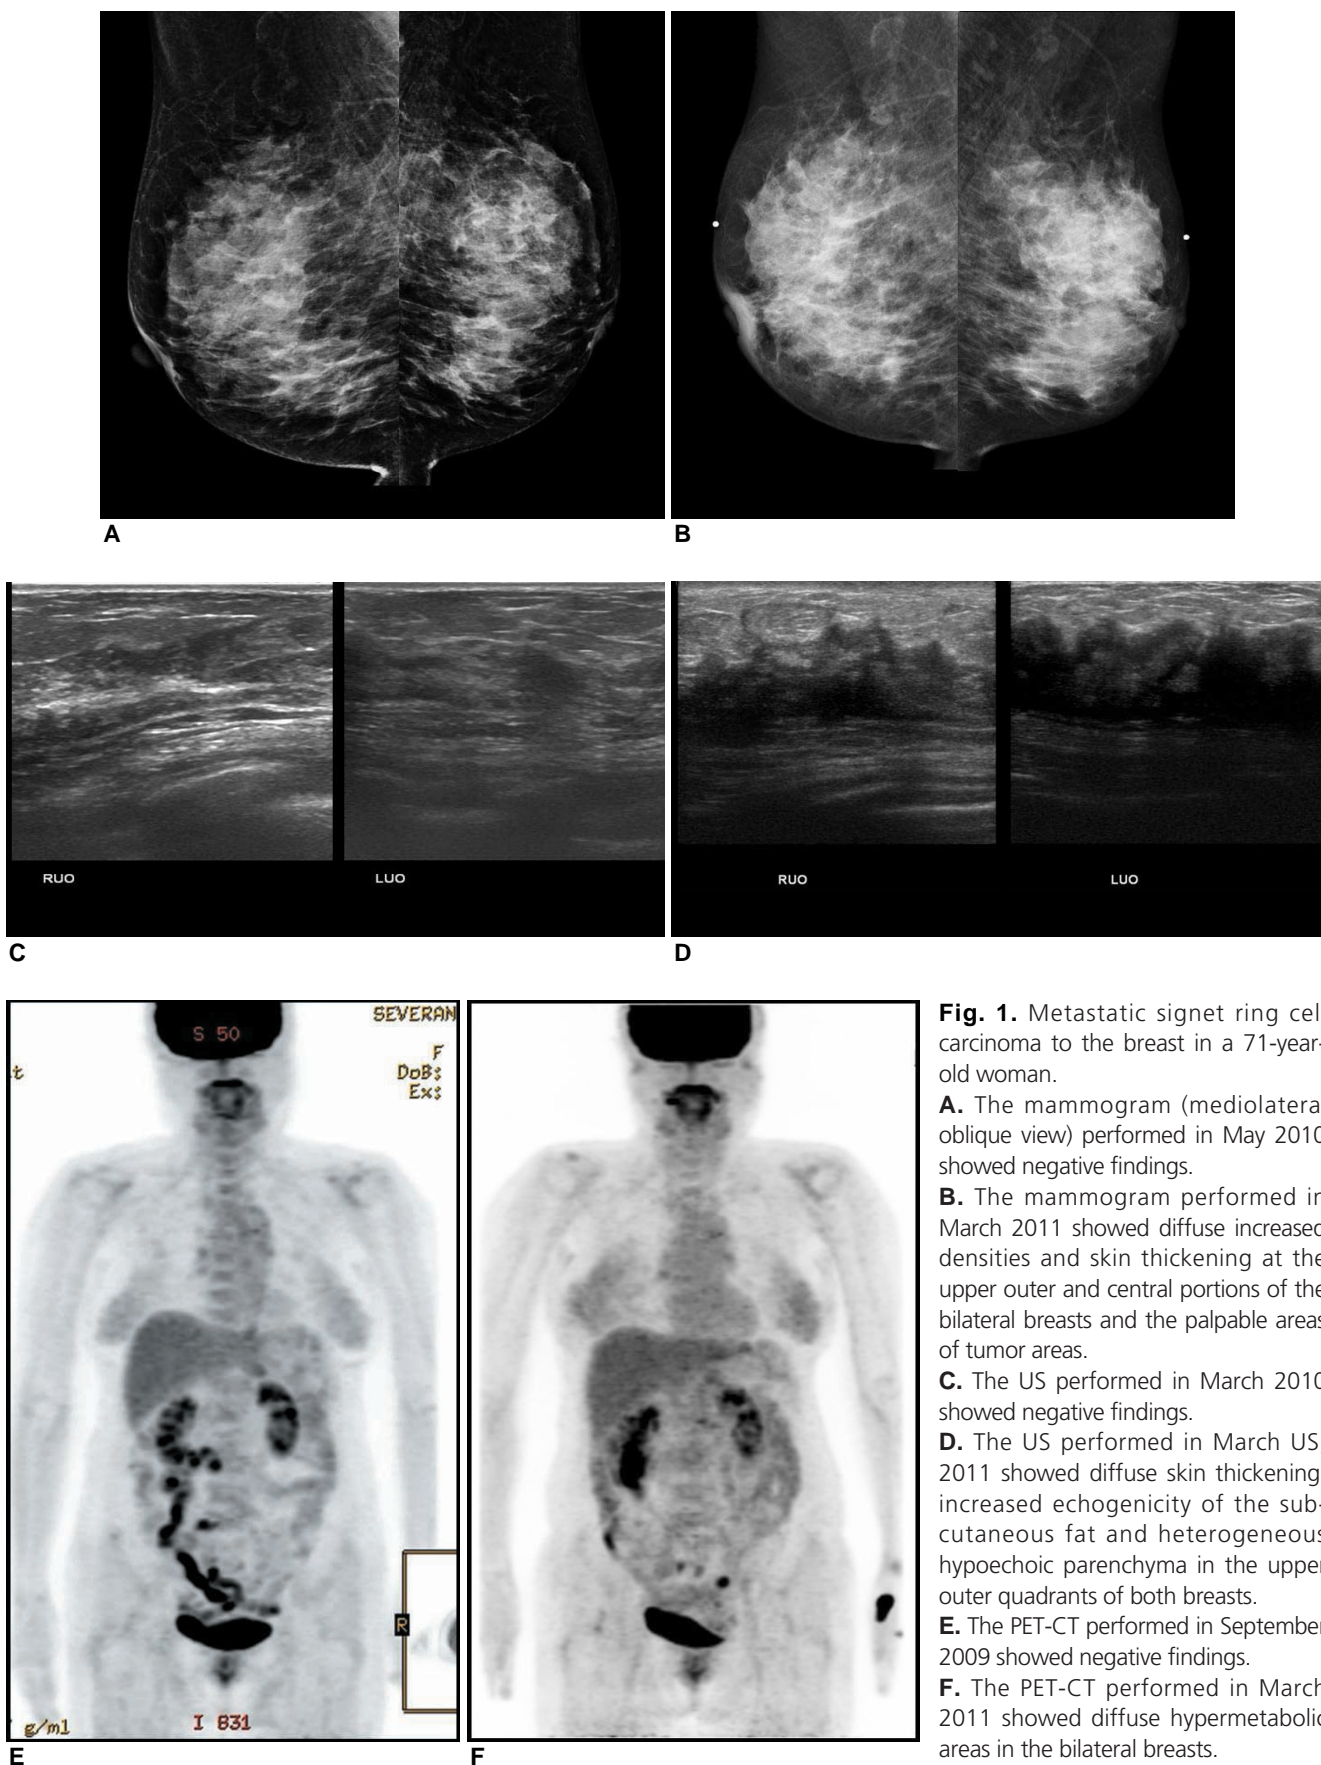 A
B
RUO
LUO
RUO
LUO
C
D
S 50
SEVERAN
F
t
DoB:
Ex:
R
g/ml
I 831
E
F
Fig. 1. Metastatic signet ring cel
carcinoma to the breast in a 71-year-
old woman.
A. The mammogram (mediolatera
oblique view) performed in May 2010
showed negative findings.
B. The mammogram performed in
March 2011 showed diffuse increased
densities and skin thickening at the
upper outer and central portions of the
bilateral breasts and the palpable areas
of tumor areas.
C. The US performed in March 2010
showed negative findings.
D. The US performed in March US
2011 showed diffuse skin thickening
increased echogenicity of the sub-
cutaneous fat and heterogeneous
hypoechoic parenchyma in the upper
outer quadrants of both breasts.
E. The PET-CT performed in September
2009 showed negative findings.
F. The PET-CT performed in March
2011 showed diffuse hypermetabolic
areas in the bilateral breasts.